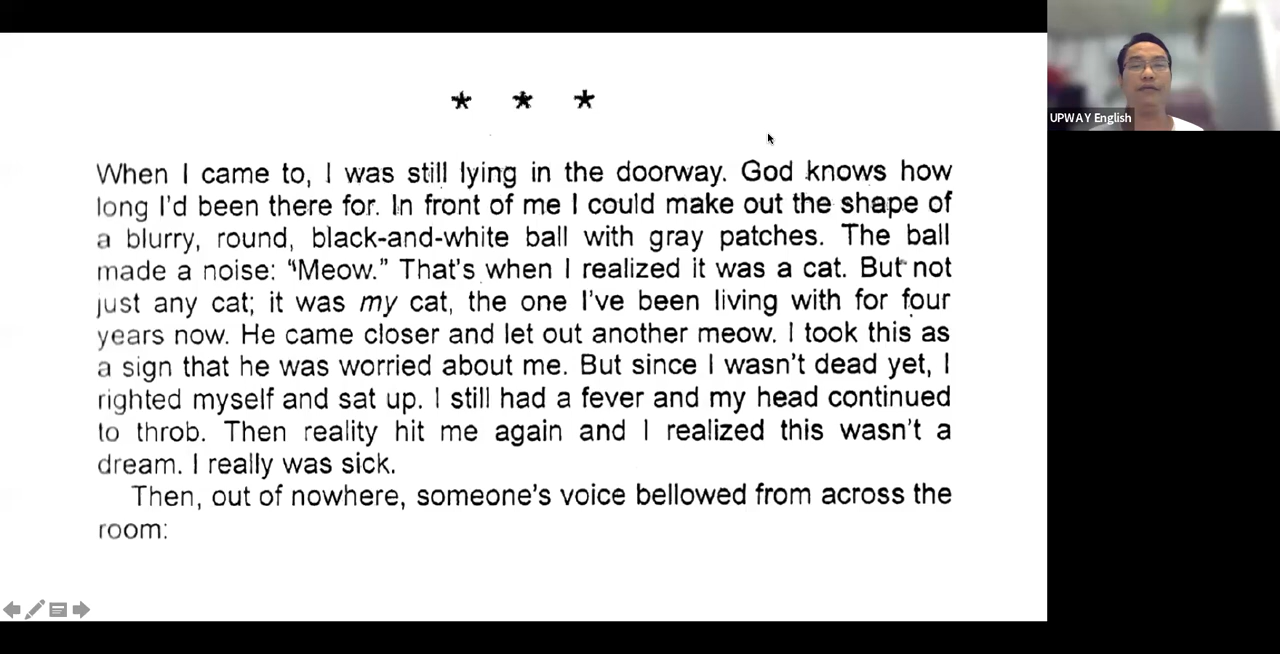 * * *
When I came to, I was still lying in the doorway. God knows how
long I'd been there for. In front of me I could make out the shape of
a blurry, round, black-and-white ball with gray patches. The ball
made a noise: “Meow.” That's when I realized it was a cat. But not
just any cat; it was my cat, the one I've been living with for four
years now. He came closer and let out another meow. I took this as
a sign that he was worried about me. But since I wasn't dead yet, I
righted myself and sat up. I still had a fever and my head continued
to throb. Then reality hit me again and I realized this wasn't a
dream. I really was sick.
Then, out of nowhere, someone's voice bellowed from across the
room:
UPWAY English